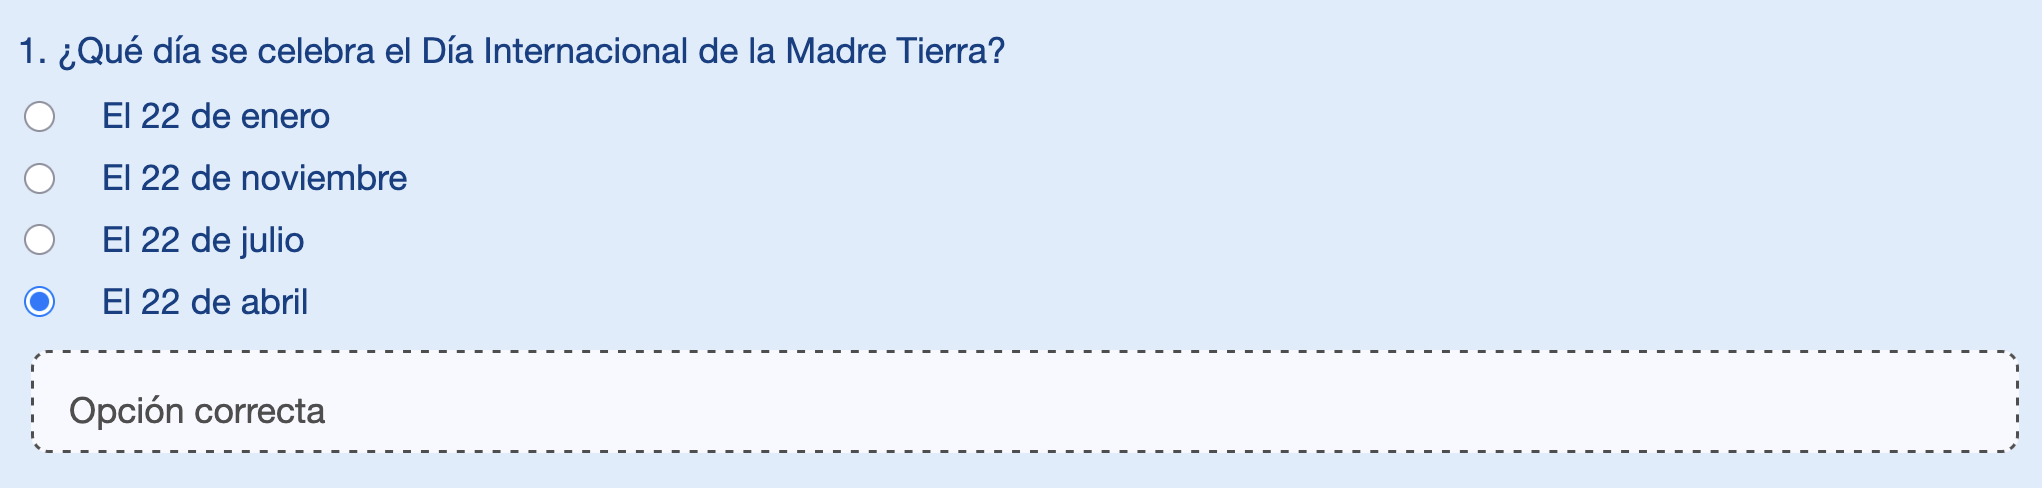 1. ¿Qué día se celebra el Día Internacional de la Madre Tierra?
El 22 de enero
El 22 de noviembre
El 22 de julio
El 22 de abril
Opción correcta